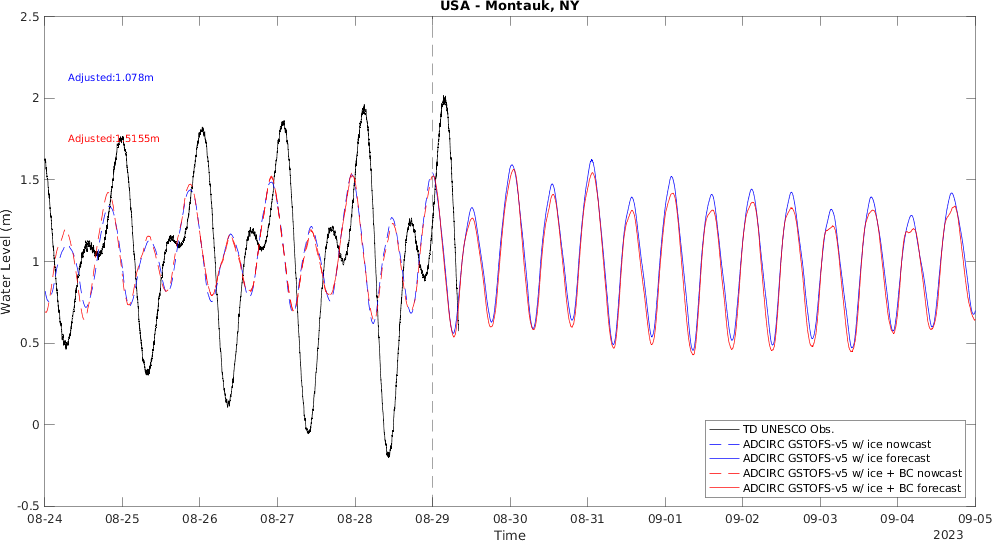 USA - Montauk, NY
2.5
2
1.5
1
0.5
0
-0.5
Water Level (m)
Adjusted:1.078m
Adjusted:1.5155m
TD UNESCO Obs.
ADCIRC GSTOFS-v5 w/ ice nowcast
ADCIRC GSTOFS-v5 w/ ice forecast
ADCIRC GSTOFS-v5 w/ ice + BC nowcast
ADCIRC GSTOFS-v5 w/ ice + BC forecast
08-24 08-25 08-26 08-27 08-28 08-29 08-30 08-31 09-01 09-02 09-03 09-04 09-05
Time
2023